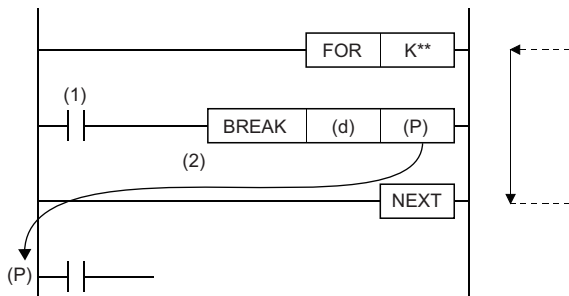 FOR K**
(1)
BREAK (d) (P)
(2)
NEXT
(P)